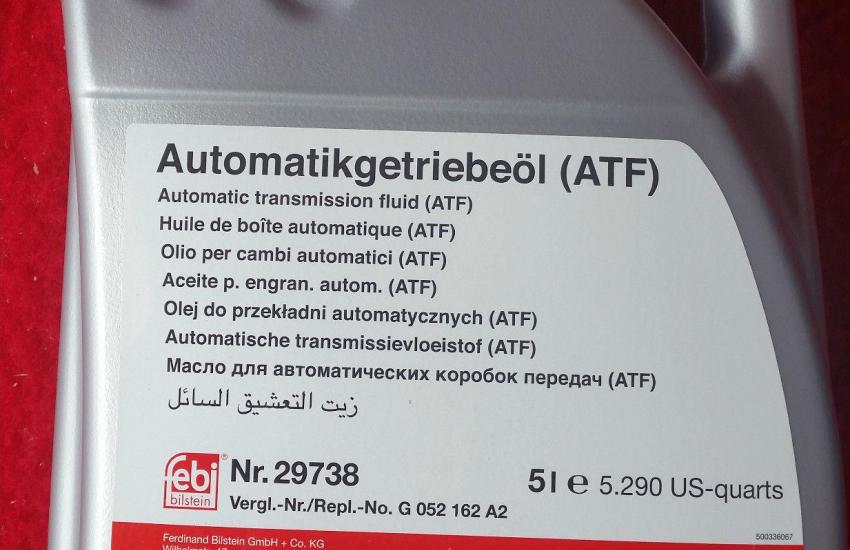 Automatikgetriebeöl (ATF)
Automatic transmission fluid (ATF)
Huile de boîte automatique (ATF)
Olio per cambi automatici (ATF)
Aceite p. engran. autom. (ATF)
Olej do przekładni automatycznych (ATF)
Automatische transmissievloeistof (ATF)
Масло для автоматических коробок передач (ATF)
زيت التعشيق السائل
febi®
bilstein
Nr. 29738
Vergl.-Nr./Repl.-No. G 052 162 A2
5 l e 5.290 US-quarts
500336067
Ferdinand Bilstein GmbH + Co. KG